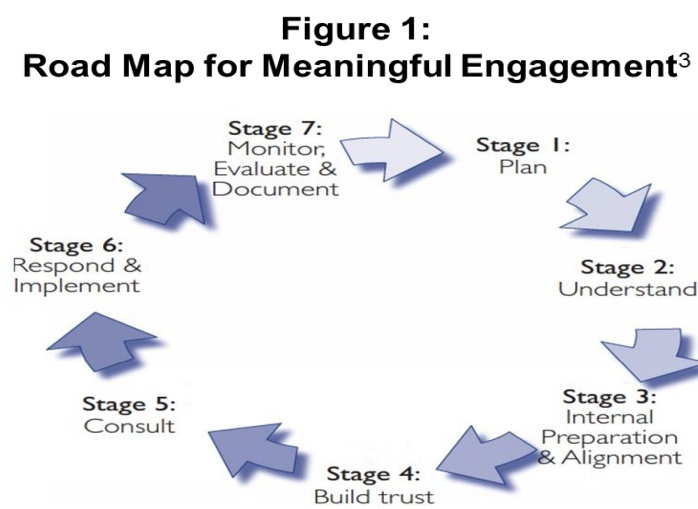 Figure 1:
Road Map for Meaningful Engagement³
Stage 1:
Plan
Stage 2:
Understand
Stage 3:
Internal
Preparation
& Alignment
Stage 4:
Build trust
Stage 5:
Consult
Stage 6:
Respond &
Implement
Stage 7:
Monitor,
Evaluate &
Document